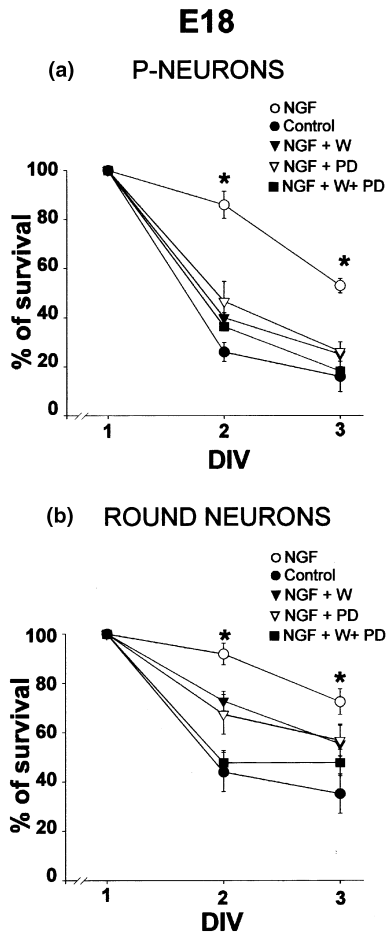 E18
(a) P-NEURONS
NGF
Control
NGF + W
NGF + PD
NGF + W+ PD
% of survival
100
80
60
40
20
0
1 2 3
DIV
*
*
(b) ROUND NEURONS
NGF
Control
NGF + W
NGF + PD
NGF + W+ PD
% of survival
100
80
60
40
20
0
1 2 3
DIV
*
*